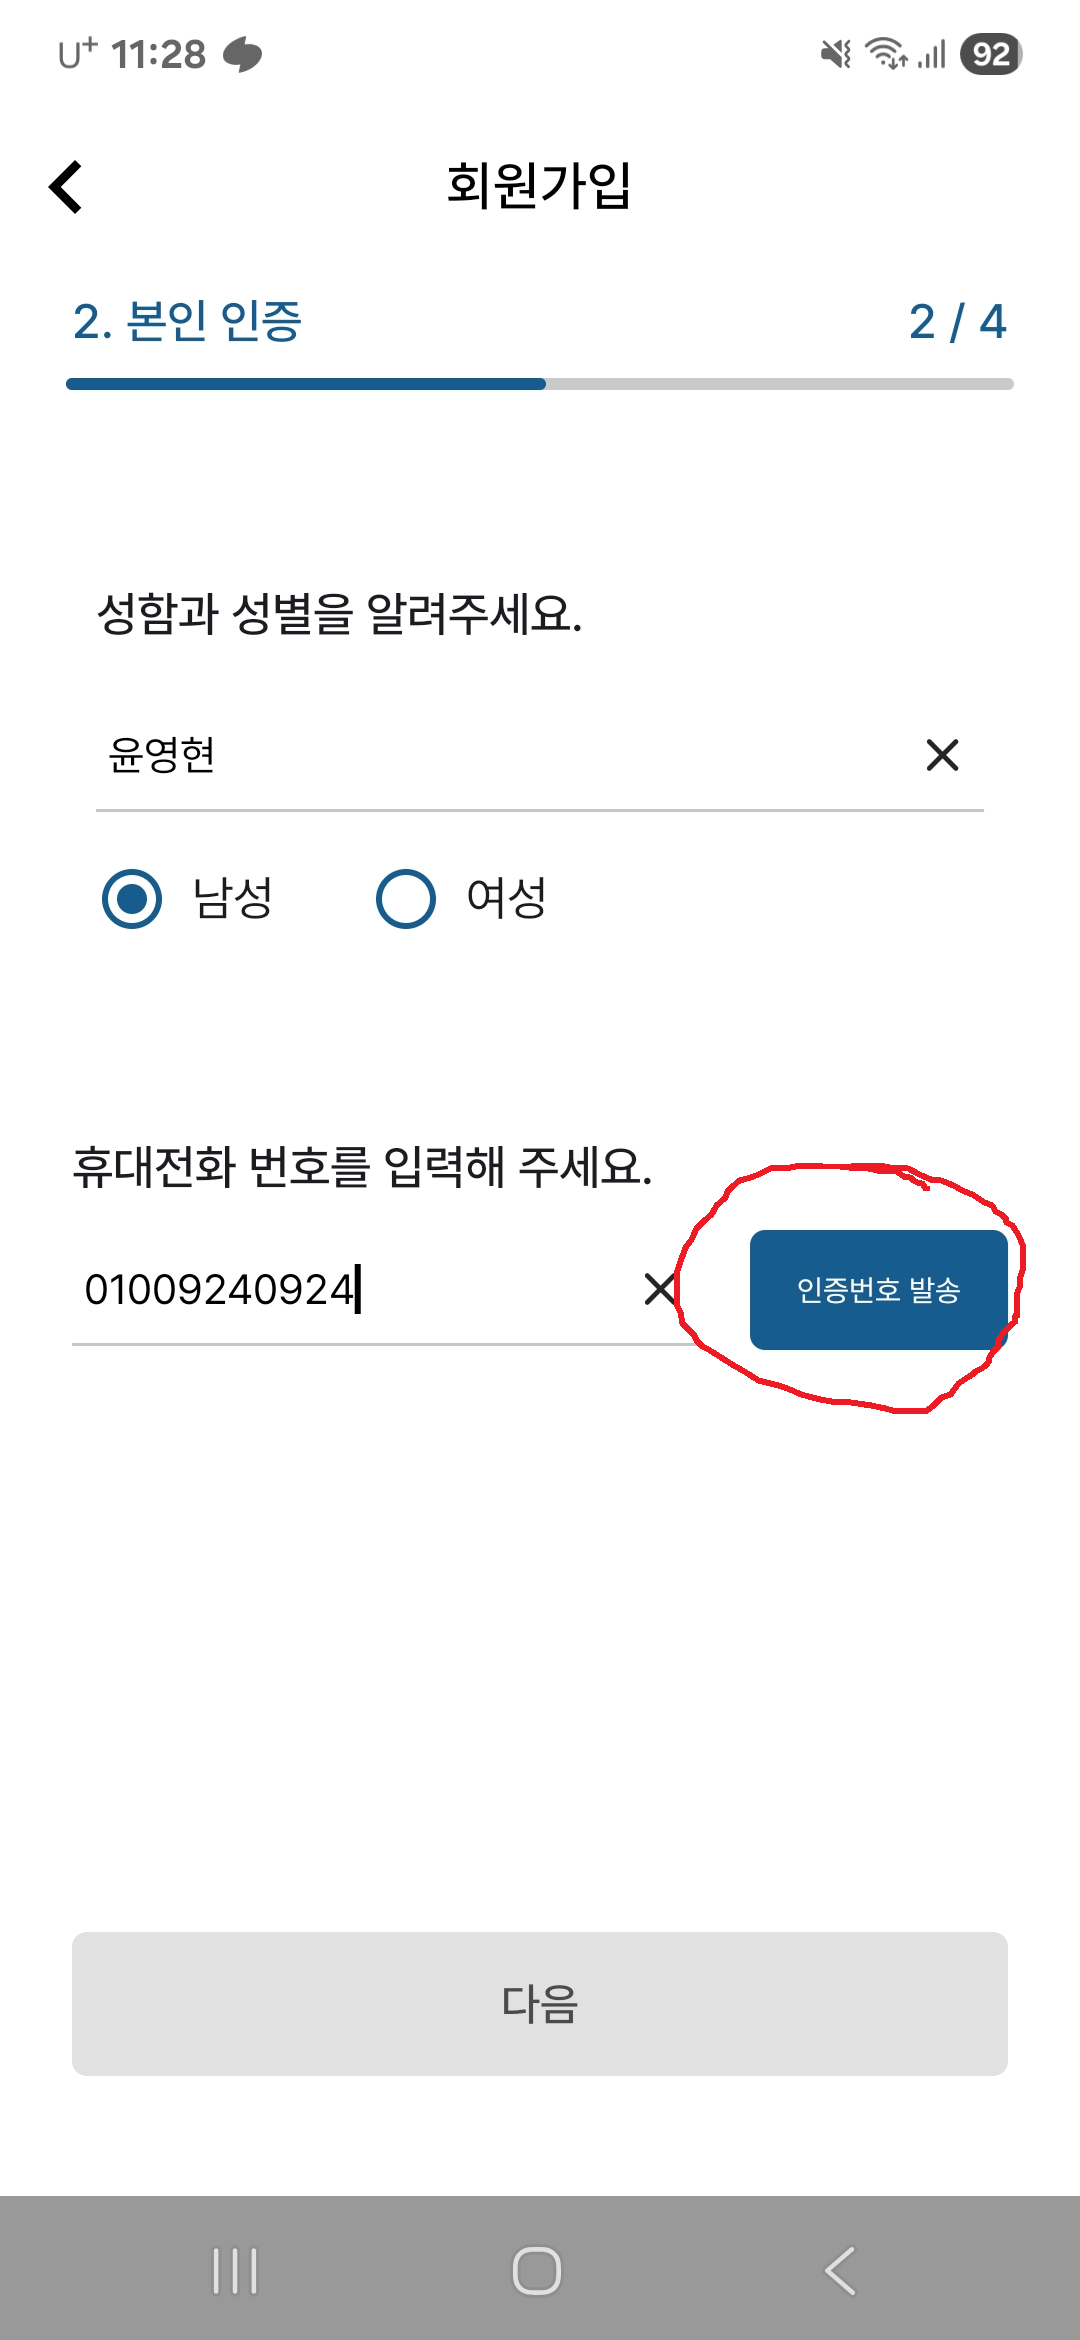 U+ 11:28 92
회원가입
2. 본인 인증 2 / 4
성함과 성별을 알려주세요.
윤영현
남성 여성
휴대전화 번호를 입력해 주세요.
01009240924 인증번호 발송
다음